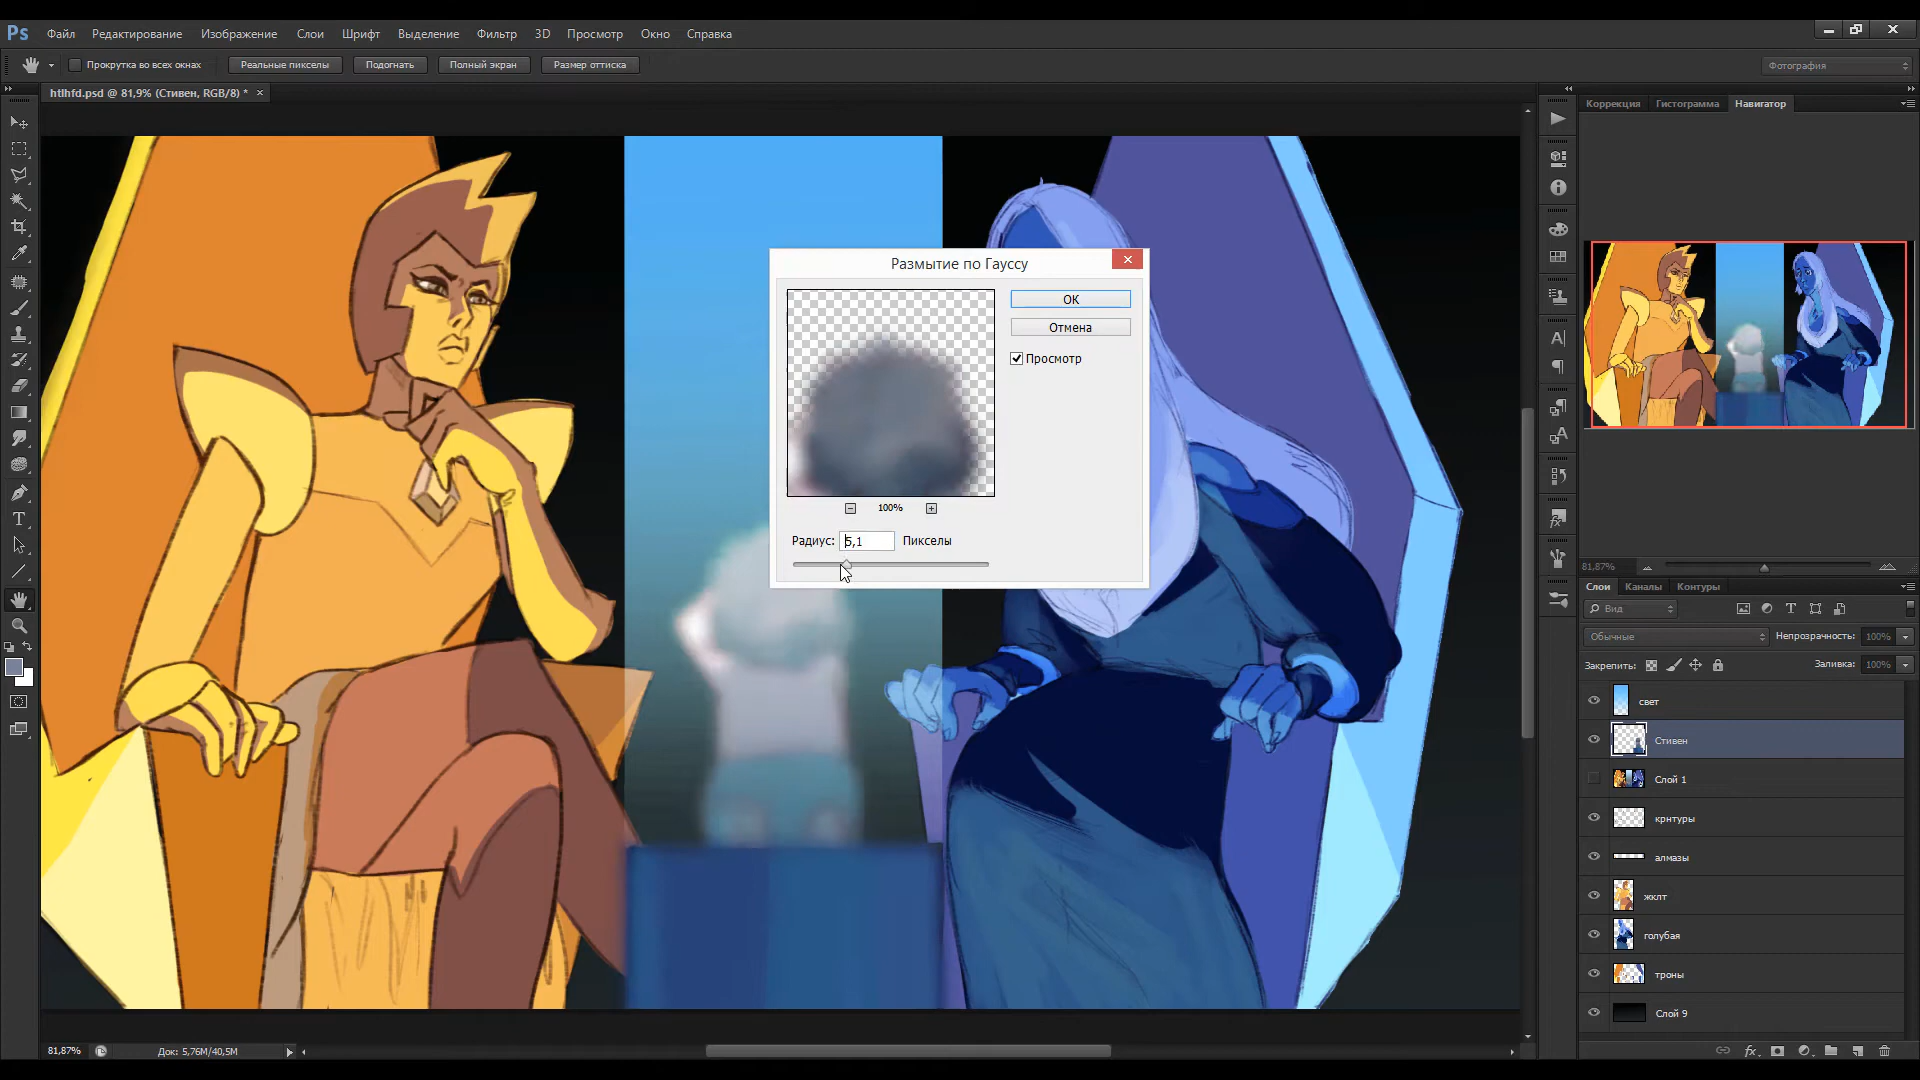 Ps Файл Редактирование Изображение Слои Шрифт Выделение Фильтр 3D Просмотр Окно Справка
Прокрутка во всех окнах Реальные пикселы Подогнать Полный экран Размер оттиска Фотография
htlhfd.psd @ 81,9% (Стивен, RGB/8) * ×
Коррекция Гистограмма Навигатор
Размытие по Гауссу
ОК
Отмена
Просмотр
100%
Радиус: 5,1 Пикселы
81,87%
Слои Каналы Контуры
Вид
Обычные Непрозрачность: 100%
Закрепить: Заливка: 100%
свет
Стивен
Слой 1
крнтуры
алмазы
жклт
голубая
троны
Слой 9
81,87% Док: 5,76M/40,5M